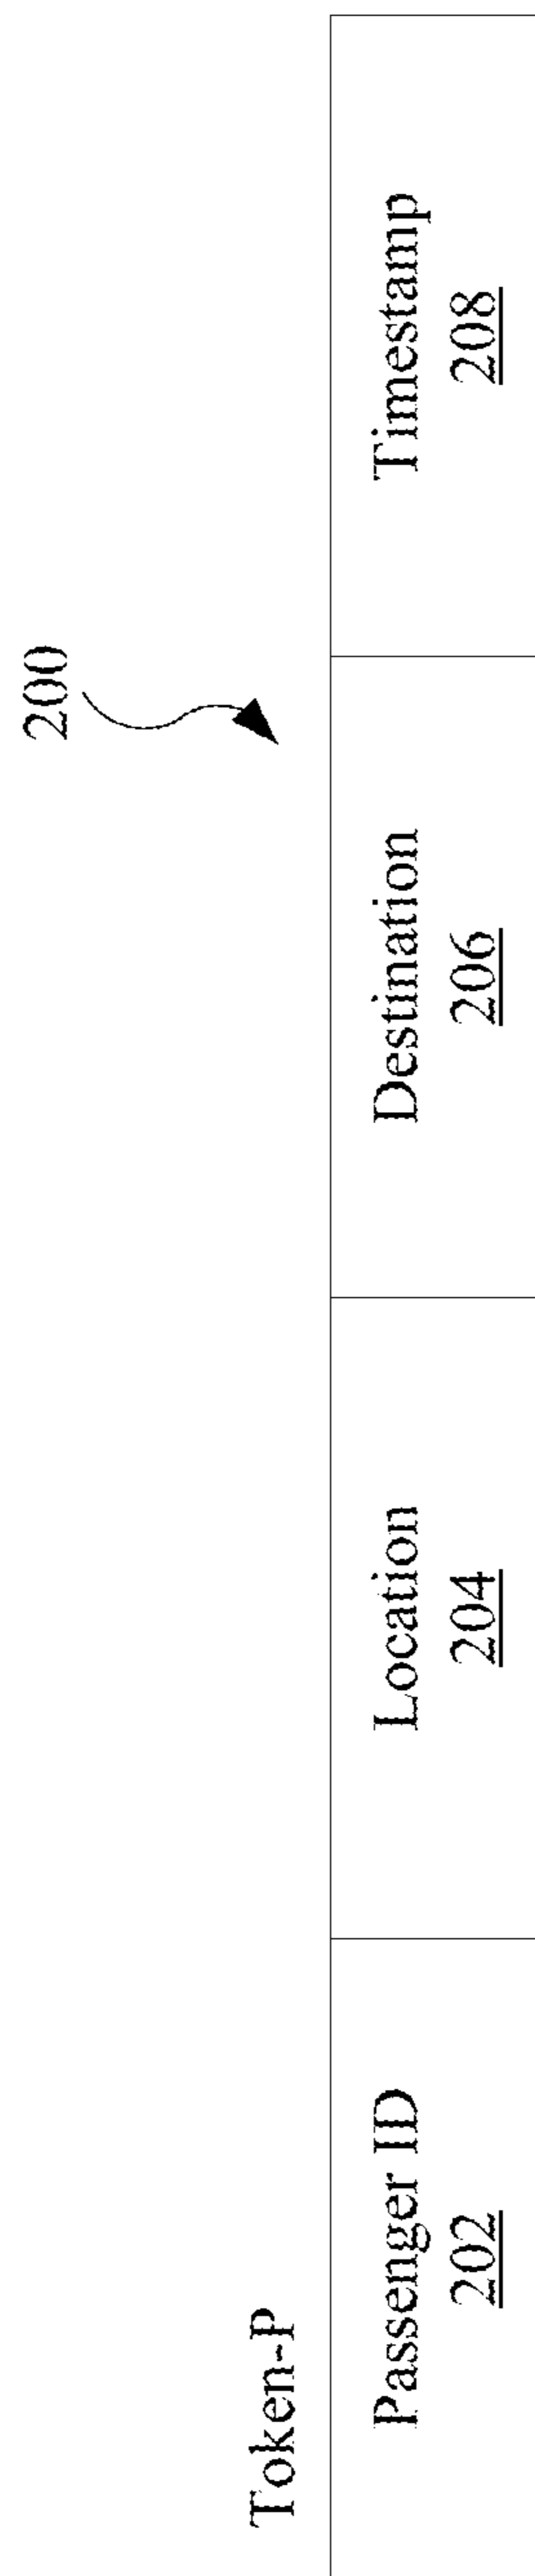 200
Token-P
Passenger ID
202
Location
204
Destination
206
Timestamp
208